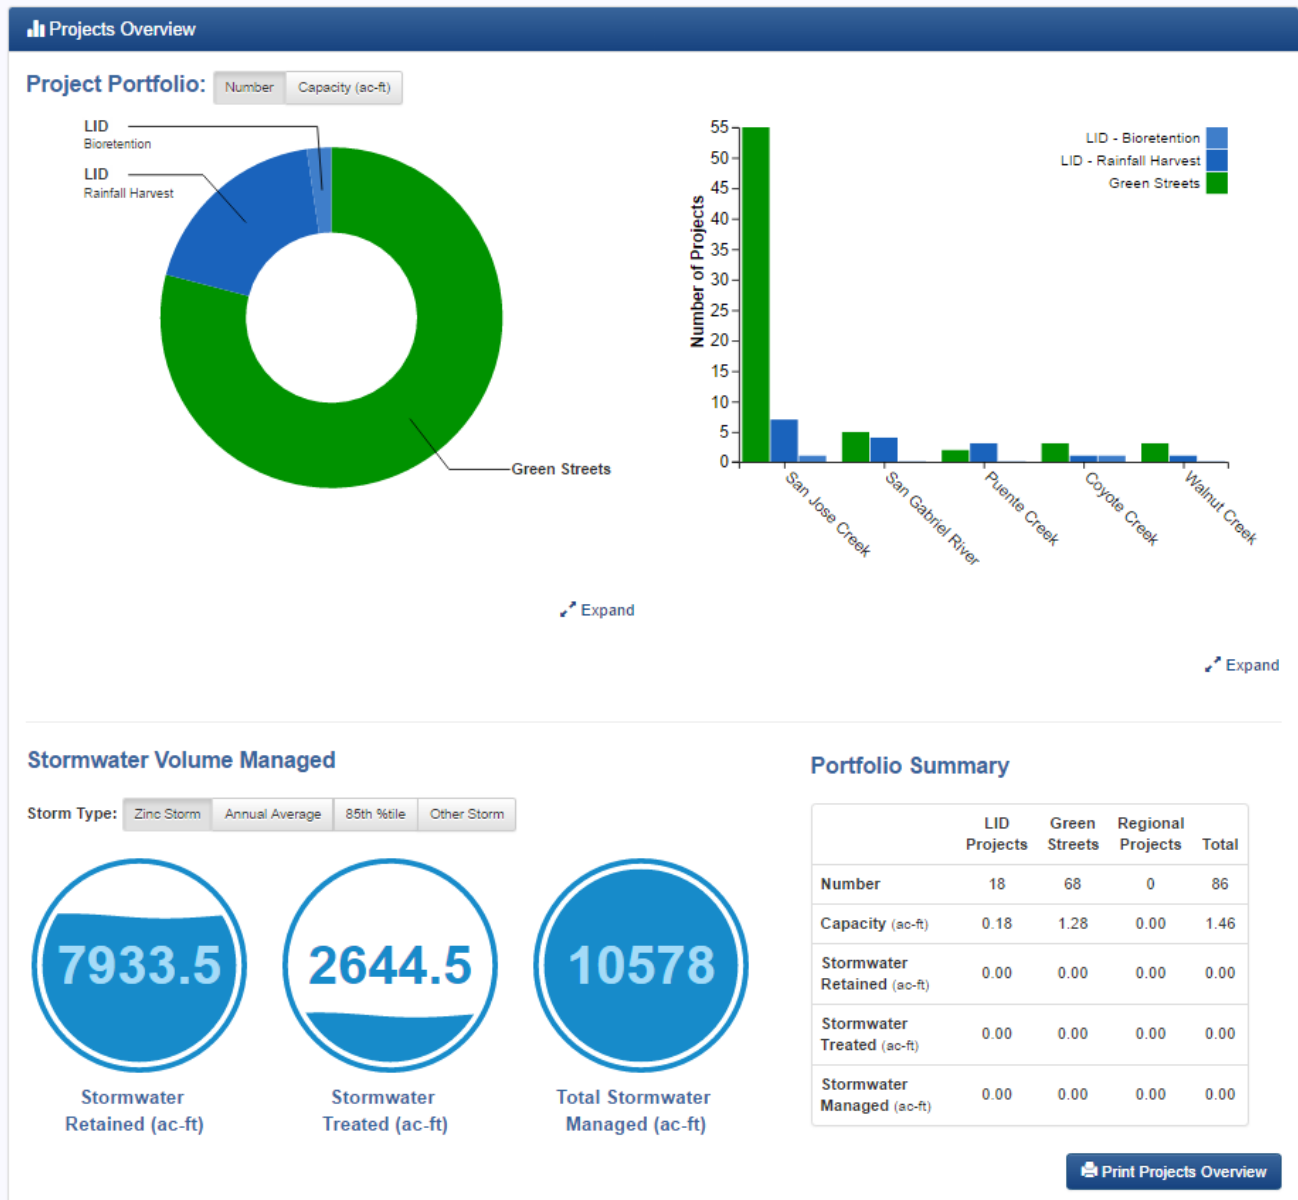 Projects Overview
Project Portfolio: Number Capacity (ac-ft)
LID
Bioretention
LID
Rainfall Harvest
Green Streets
Expand
55
50
45
40
35
30
25
20
15
10
5
0
Number of Projects
LID - Bioretention
LID - Rainfall Harvest
Green Streets
San Jose Creek
San Gabriel River
Puente Creek
Coyote Creek
Walnut Creek
Expand
Stormwater Volume Managed
Storm Type: Zinc Storm Annual Average 85th %tile Other Storm
7933.5
Stormwater
Retained (ac-ft)
2644.5
Stormwater
Treated (ac-ft)
10578
Total Stormwater
Managed (ac-ft)
Portfolio Summary
LID Green Regional
Projects Streets Projects Total
Number 18 68 0 86
Capacity (ac-ft) 0.18 1.28 0.00 1.46
Stormwater
Retained (ac-ft) 0.00 0.00 0.00 0.00
Stormwater
Treated (ac-ft) 0.00 0.00 0.00 0.00
Stormwater
Managed (ac-ft) 0.00 0.00 0.00 0.00
Print Projects Overview